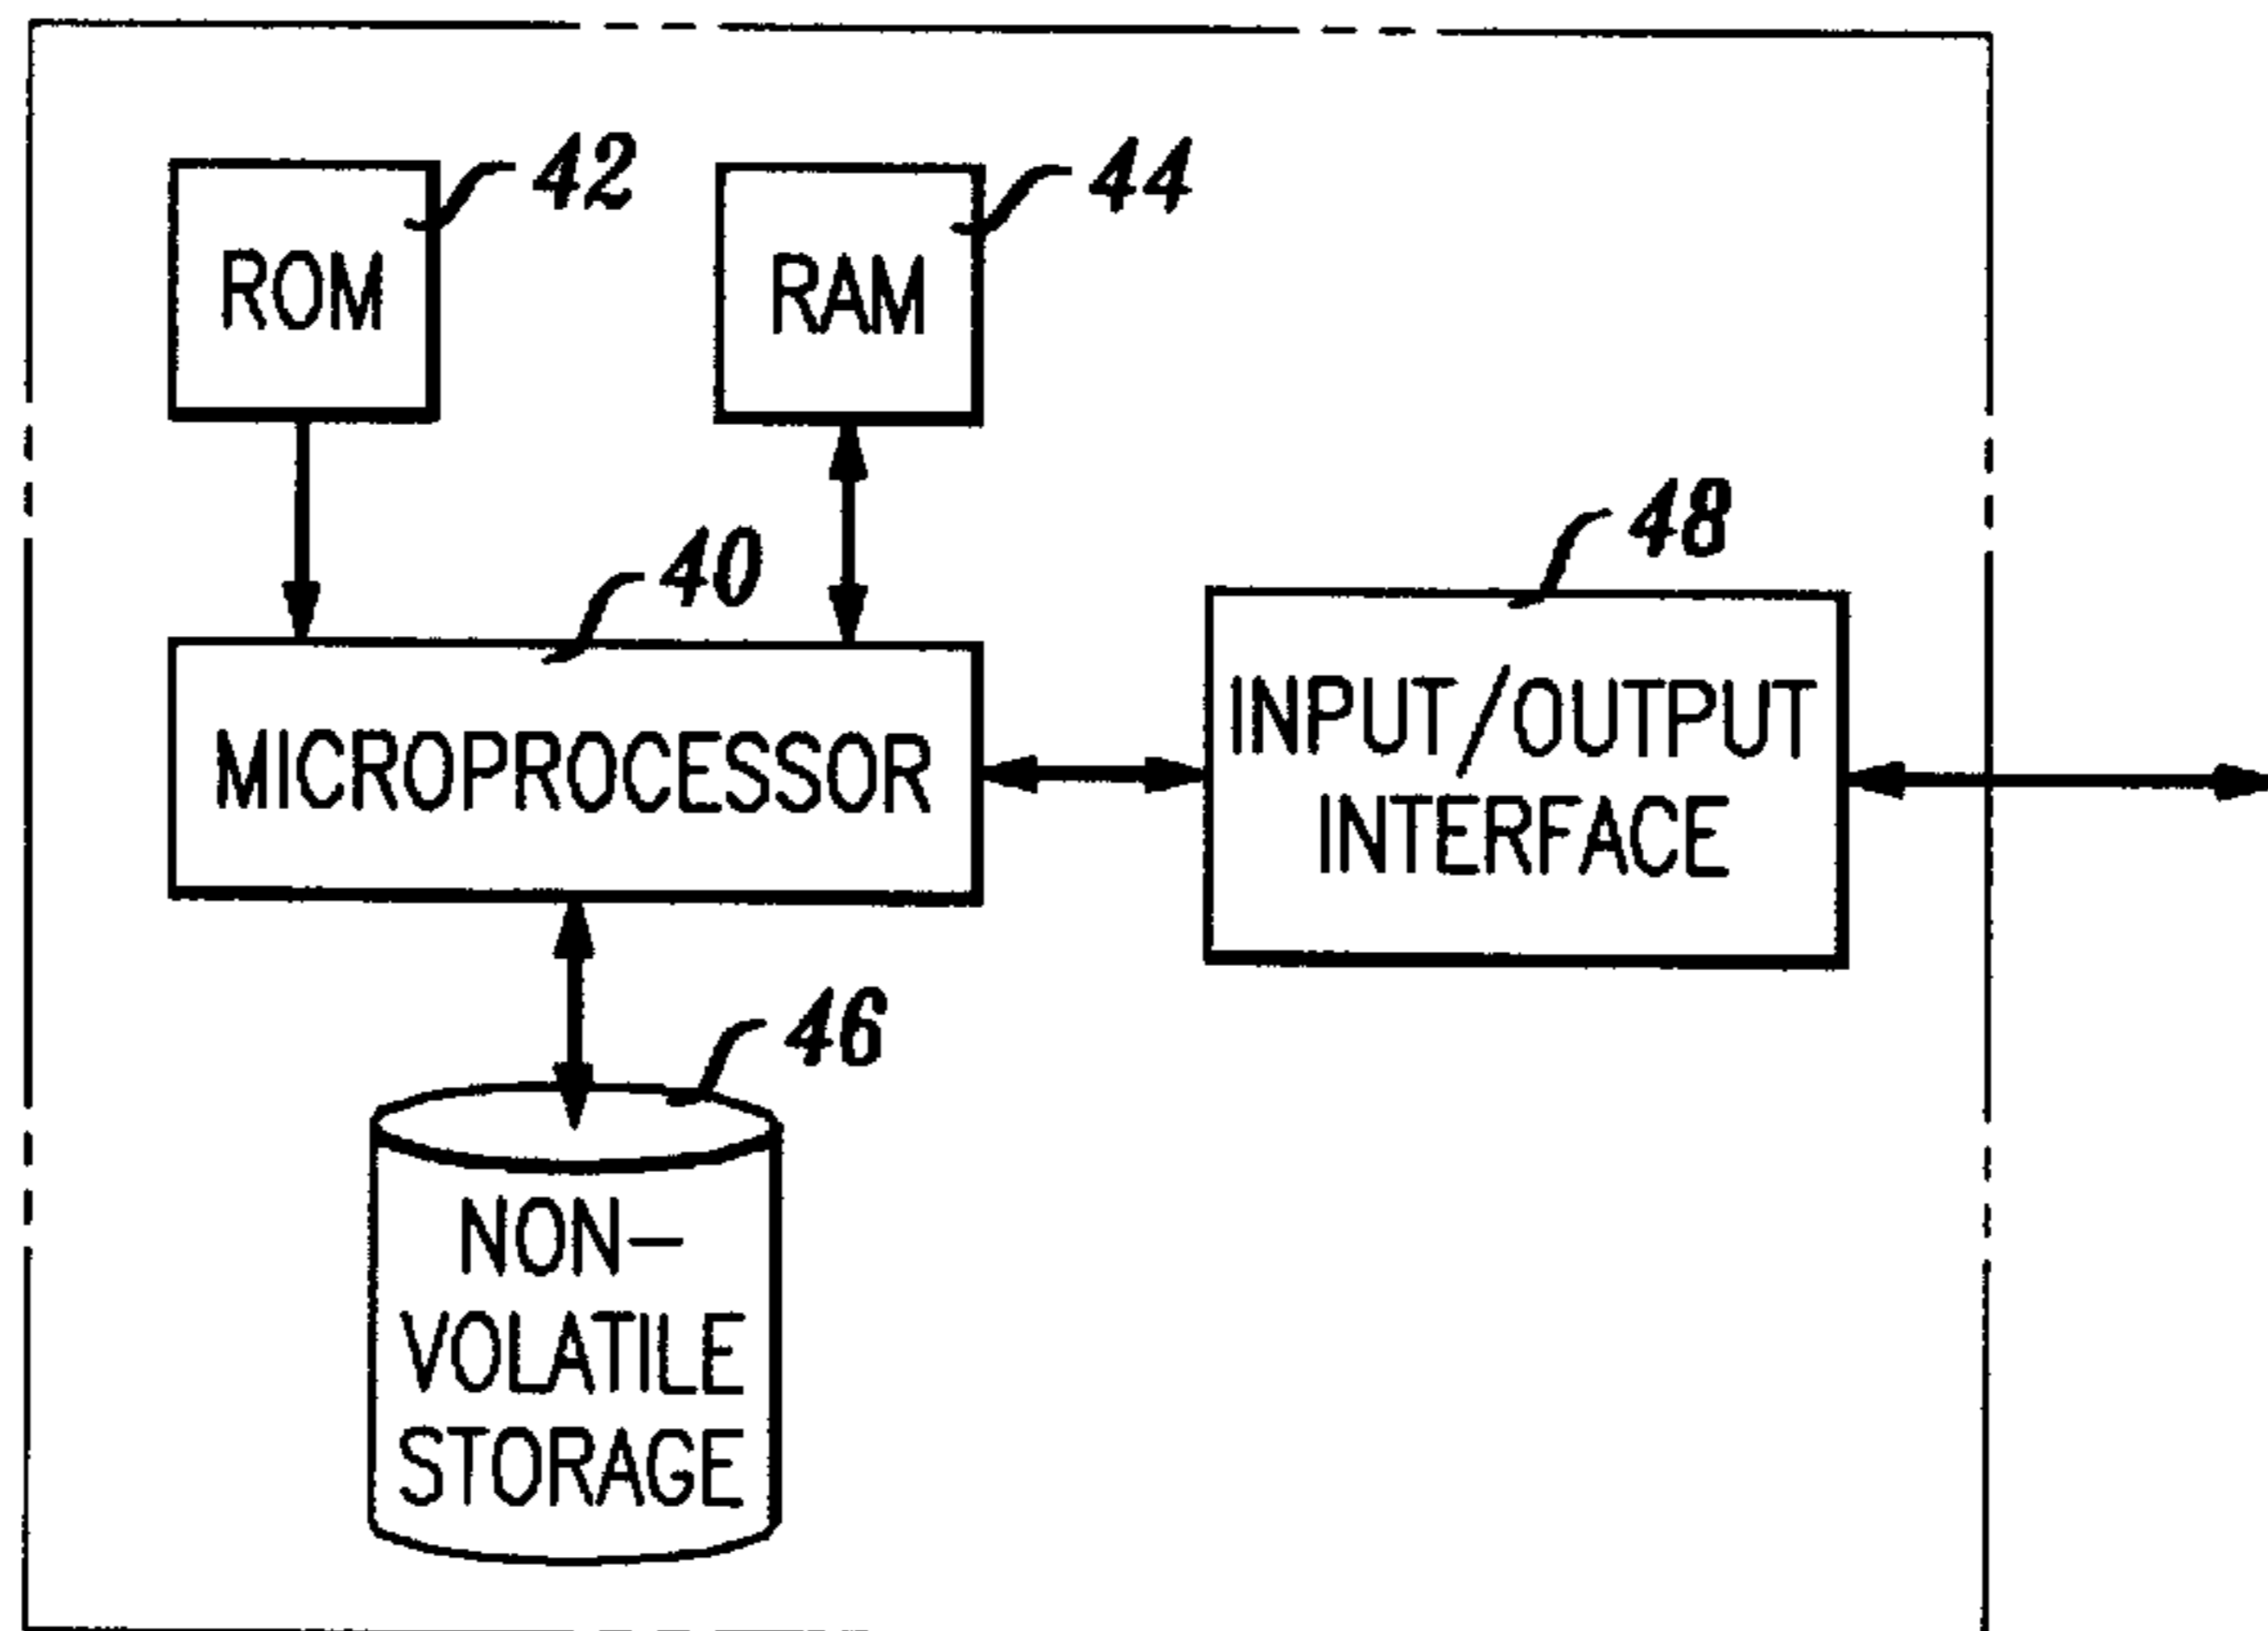 42
44
ROM
RAM
40
48
MICROPROCESSOR
INPUT/OUTPUT
INTERFACE
46
NON-
VOLATILE
STORAGE